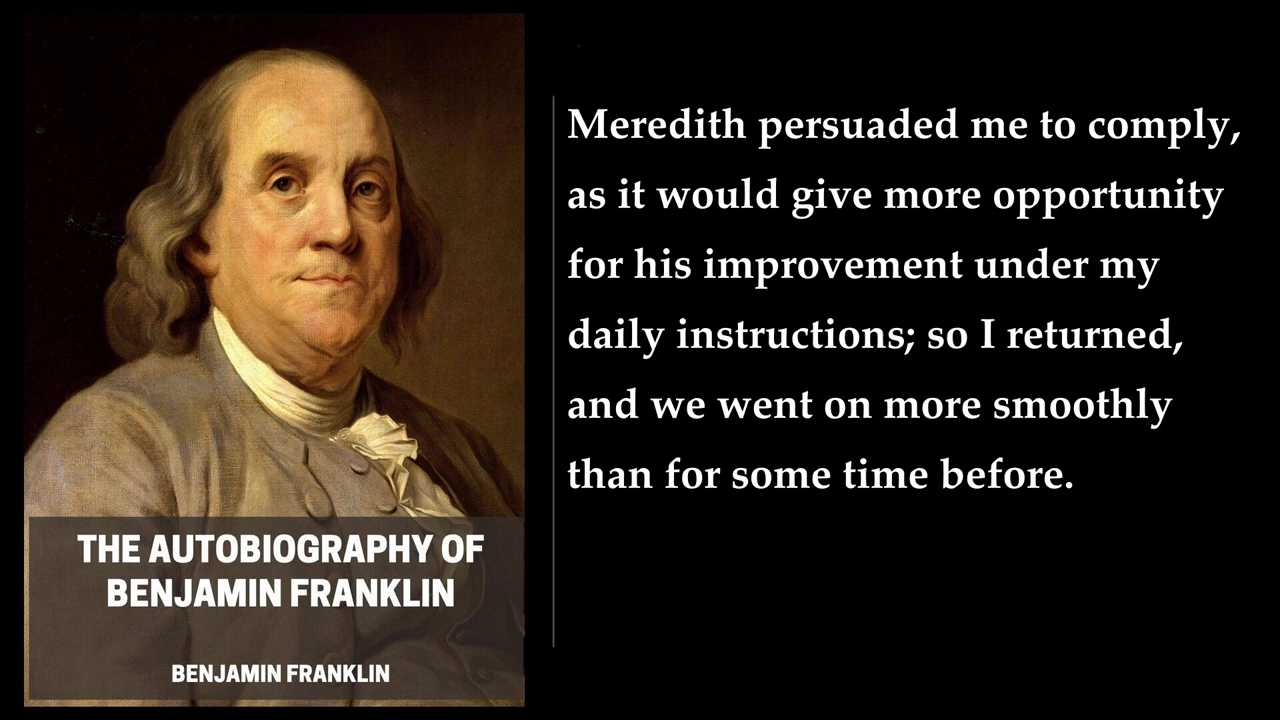 THE AUTOBIOGRAPHY OF
BENJAMIN FRANKLIN
BENJAMIN FRANKLIN
Meredith persuaded me to comply,
as it would give more opportunity
for his improvement under my
daily instructions; so I returned,
and we went on more smoothly
than for some time before.